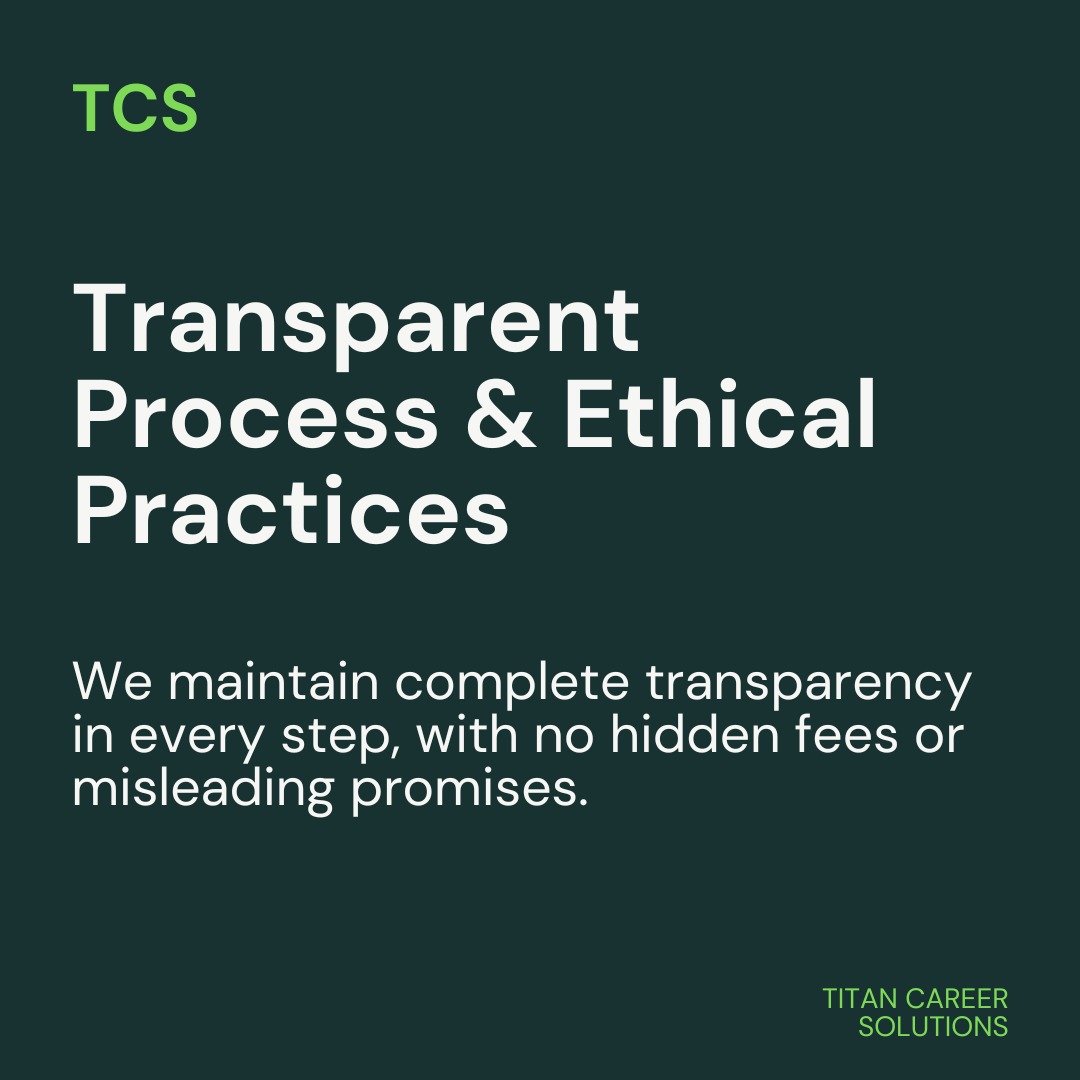 TCS
Transparent
Process & Ethical
Practices
We maintain complete transparency
in every step, with no hidden fees or
misleading promises.
TITAN CAREER
SOLUTIONS